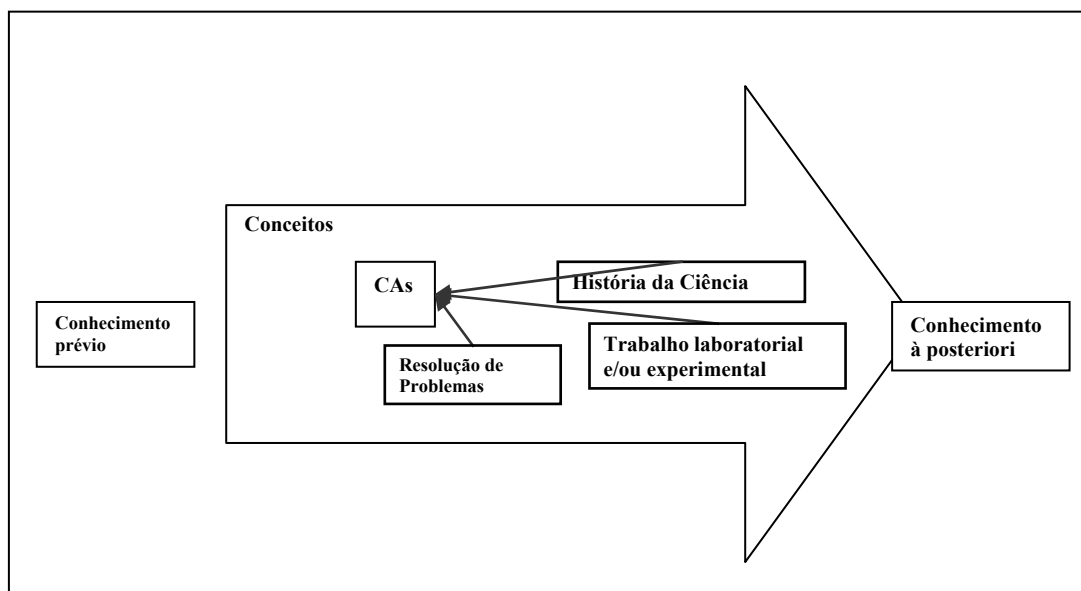 Conceitos
CAs
História da Ciência
Conhecimento
prévio
Trabalho laboratorial
e/ou experimental
Resolução de
Problemas
Conhecimento
à posteriori